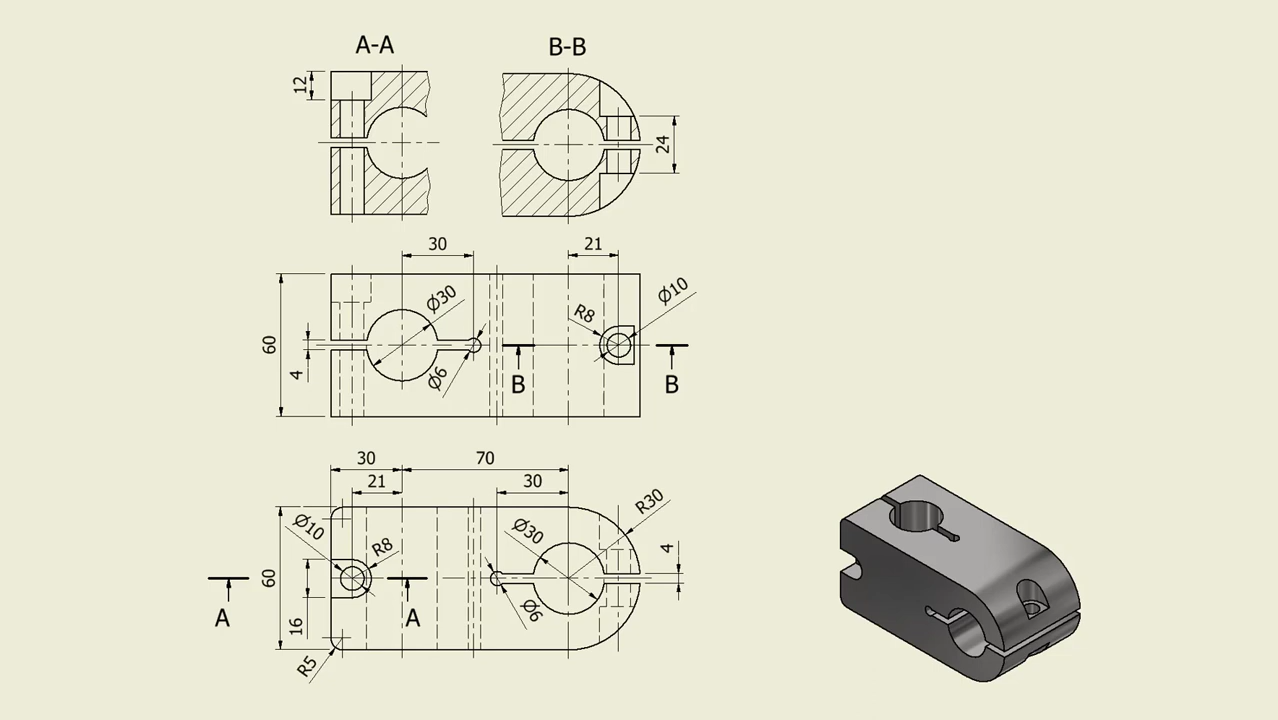 A-A B-B
12
24
30 21
Ø30 R8 Ø10
60
4 Ø6 B B
30 70
21 30
Ø10 R8 Ø30 R30
4
60
A A
16 Ø6
R5